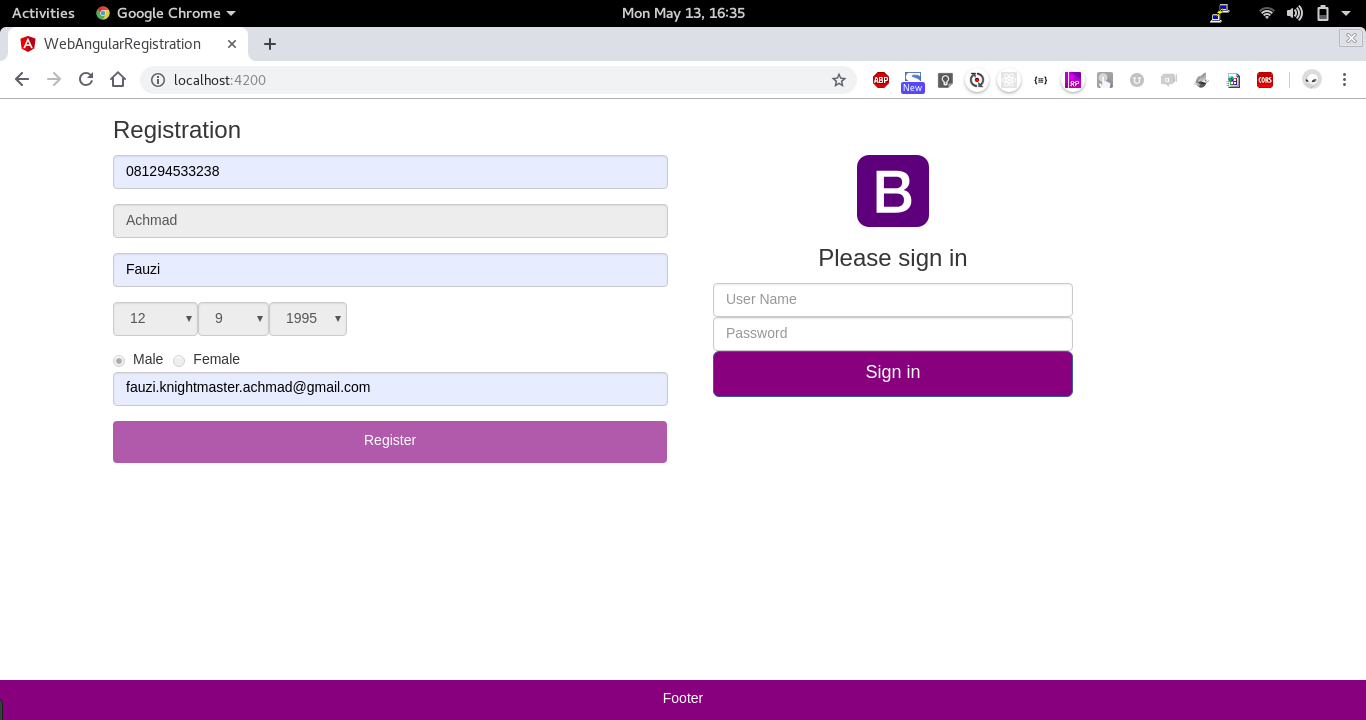 Activities Google Chrome Mon May 13, 16:35
WebAngularRegistration
localhost:4200
ABP New RP CORS
Registration
081294533238
Achmad
Fauzi
12 9 1995
Male Female
fauzi.knightmaster.achmad@gmail.com
Register
B
Please sign in
User Name
Password
Sign in
Footer